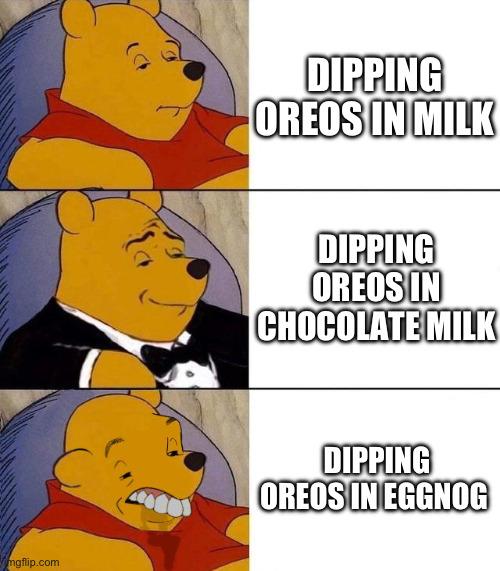 DIPPING
OREOS IN MILK
DIPPING
OREOS IN
CHOCOLATE MILK
DIPPING
OREOS IN EGGNOG
imgflip.com